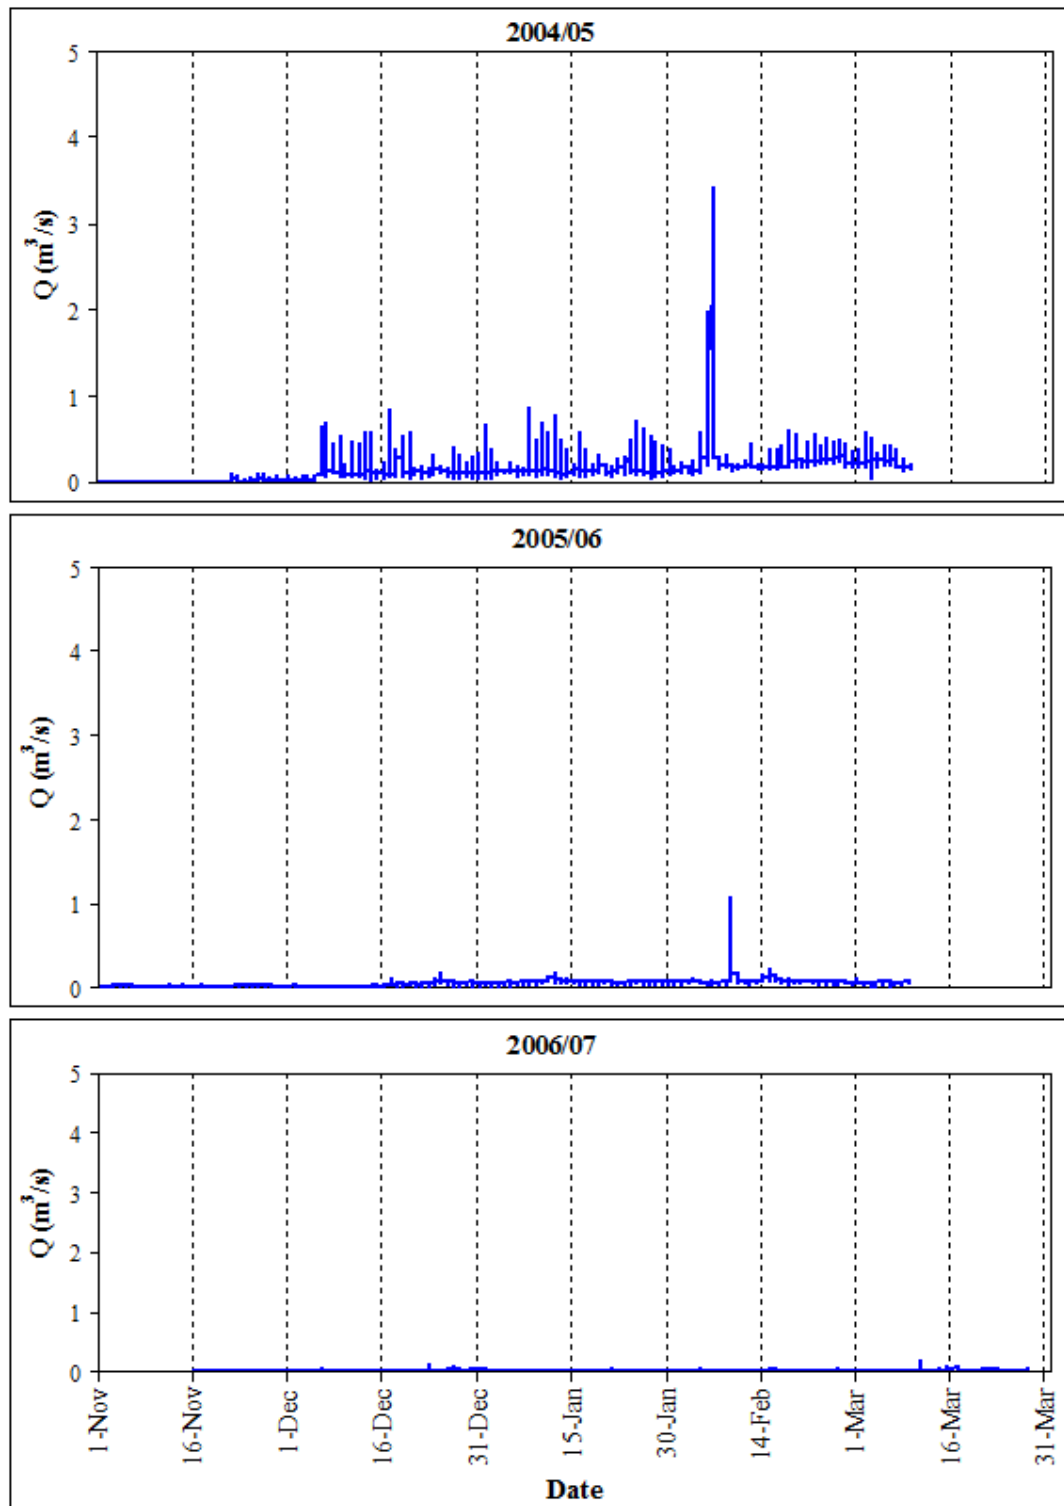 2004/05
5
4
3
2
1
0
Q (m³/s)
2005/06
5
4
3
2
1
0
Q (m³/s)
2006/07
5
4
3
2
1
0
Q (m³/s)
1-Nov
16-Nov
1-Dec
16-Dec
31-Dec
15-Jan
30-Jan
14-Feb
1-Mar
16-Mar
31-Mar
Date